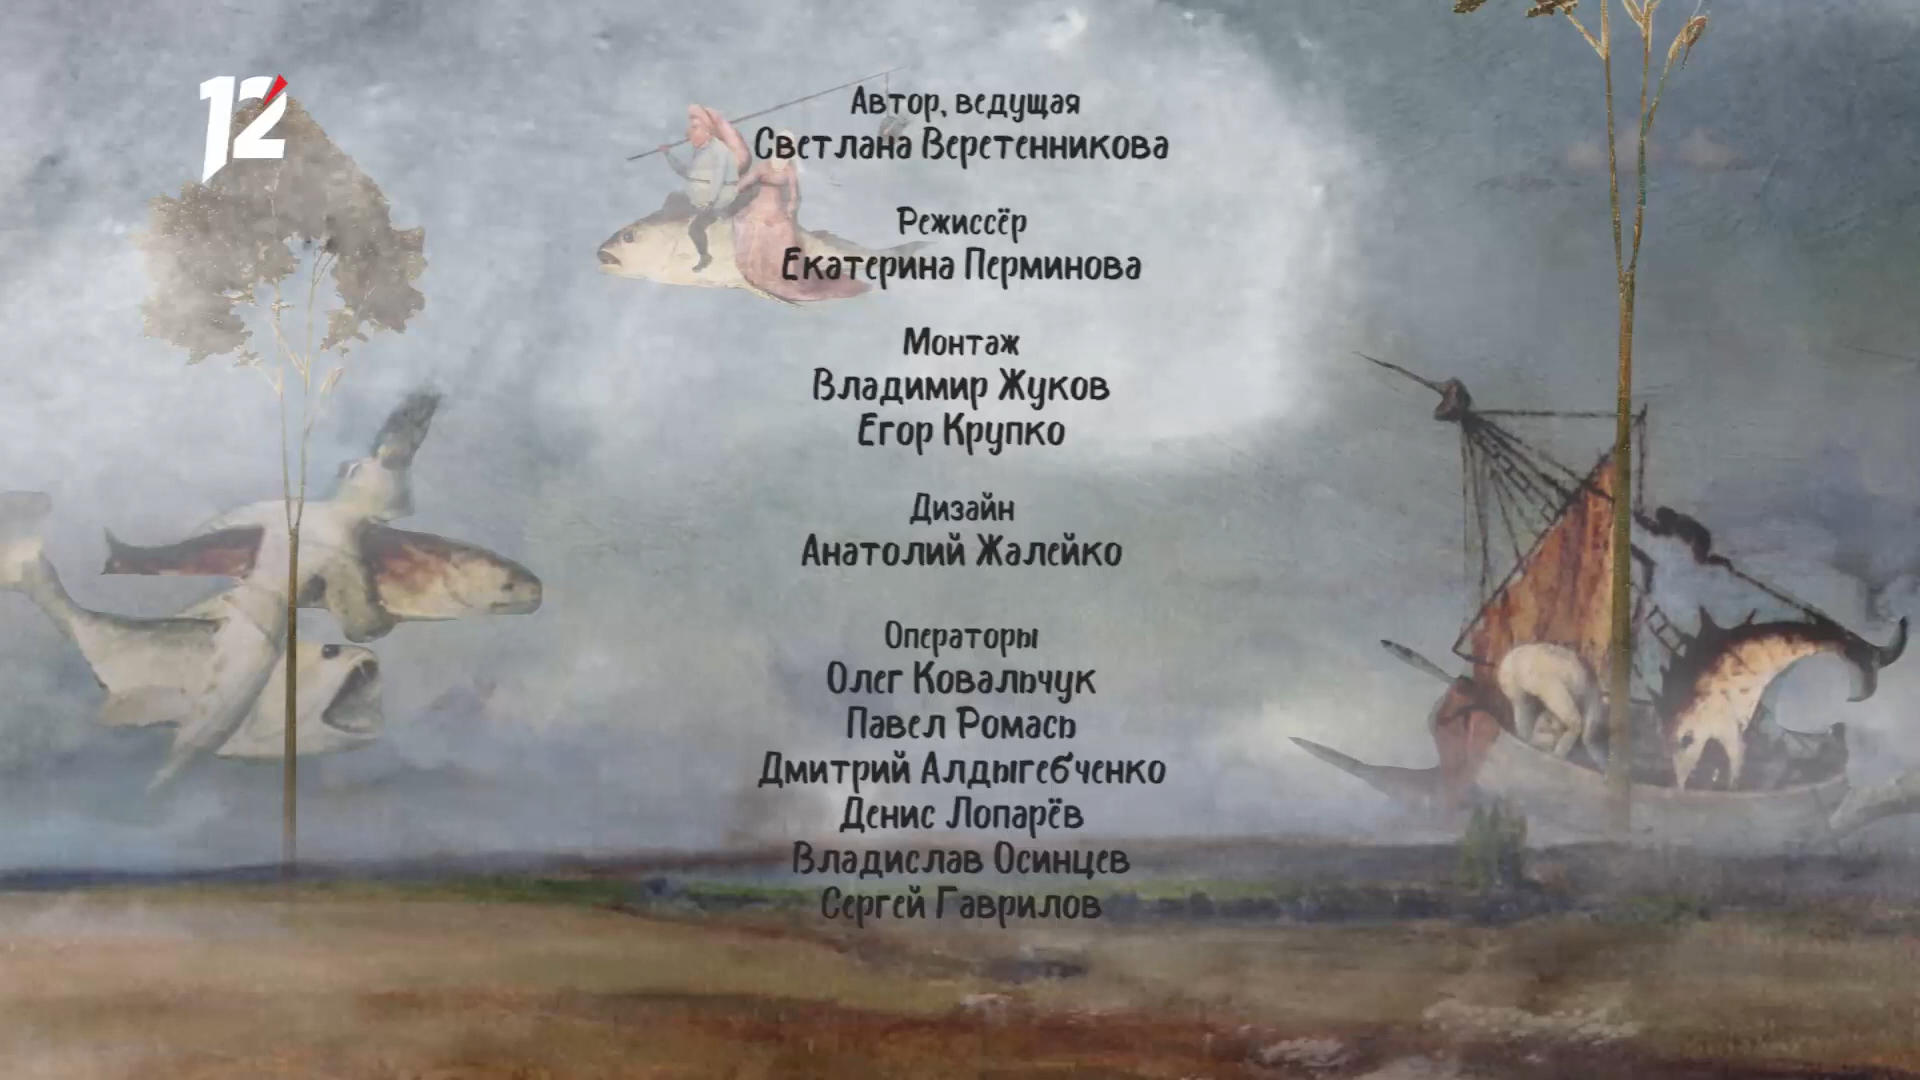 12
Автор, ведущая
Светлана Веретенникова
Режиссёр
Екатерина Перминова
Монтаж
Владимир Жуков
Егор Крупко
Дизайн
Анатолий Жалейко
Операторы
Олег Ковальчук
Павел Ромась
Дмитрий Алдыгебченко
Денис Лопарёв
Владислав Осинцев
Сергей Гаврилов